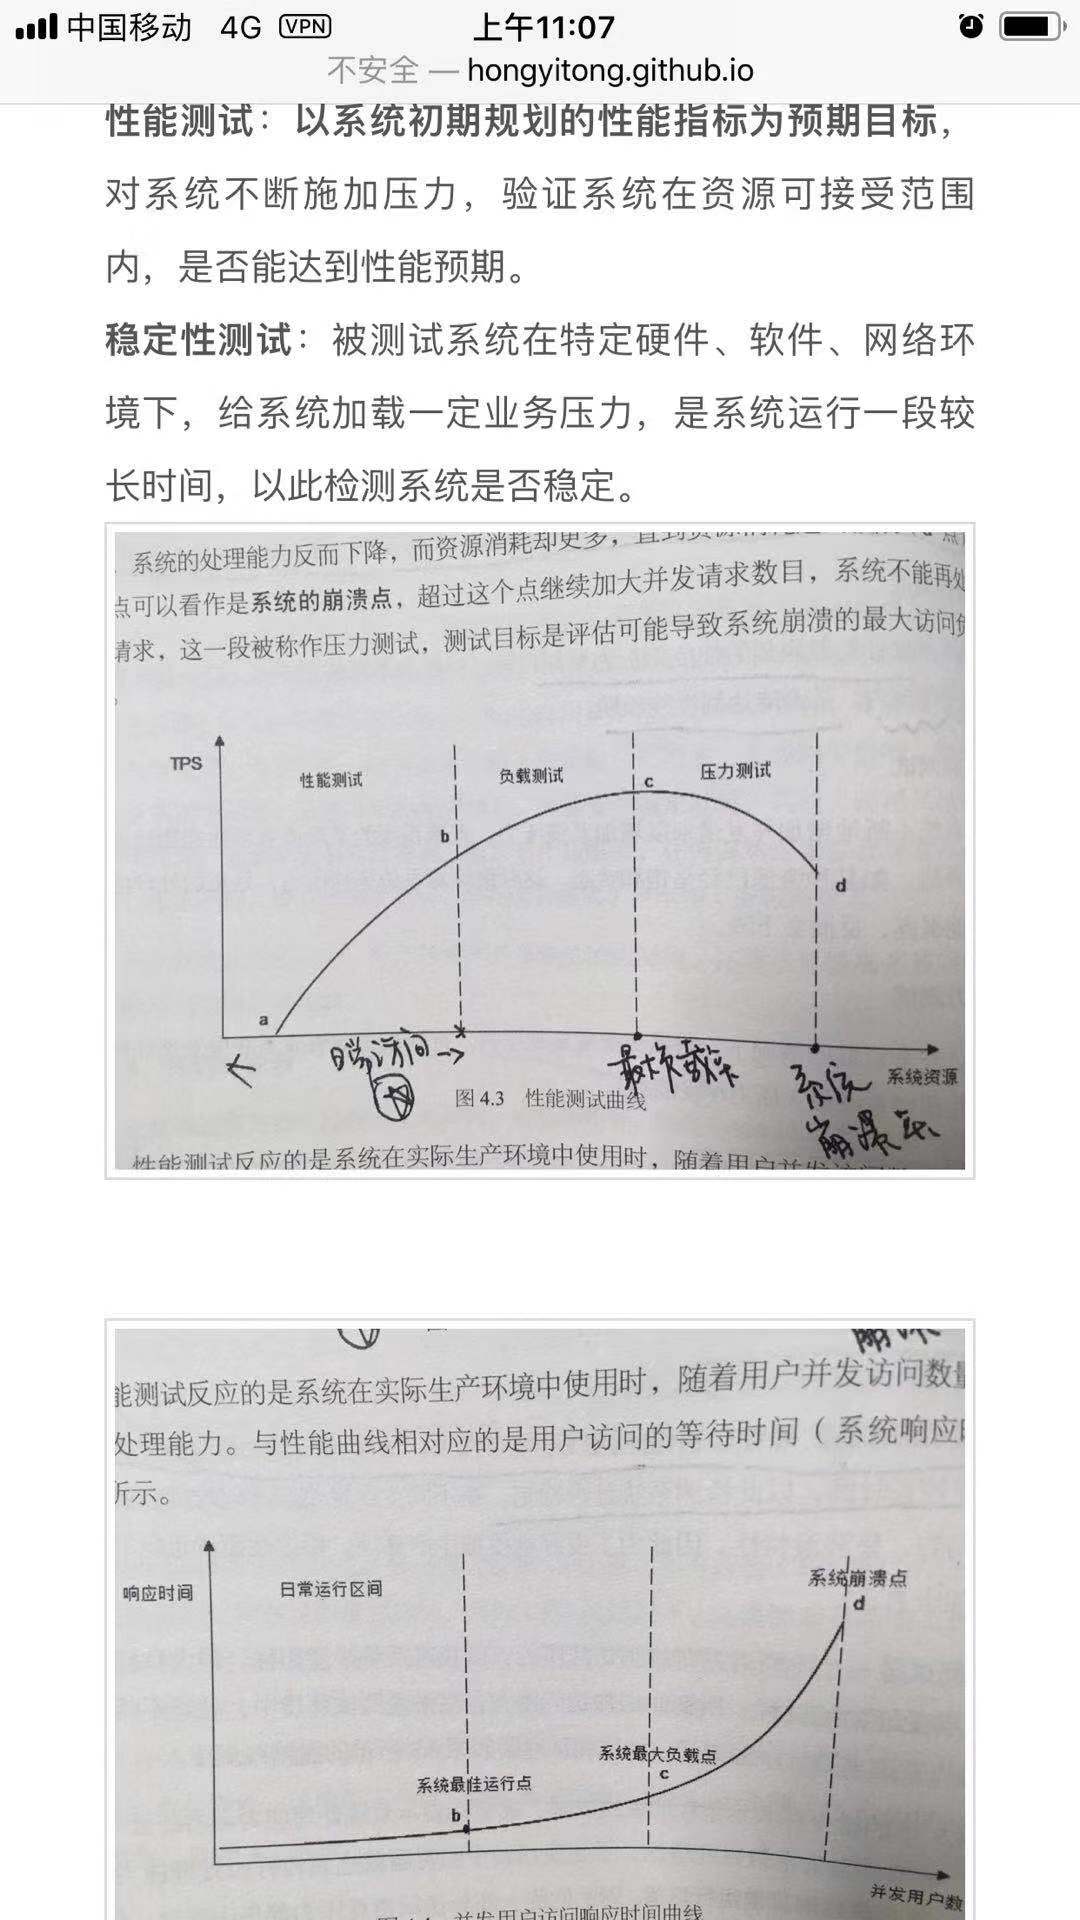 中国移动 4G VPN 上午11:07
不安全 — hongyitong.github.io
性能测试：以系统初期规划的性能指标为预期目标，
对系统不断施加压力，验证系统在资源可接受范围
内，是否能达到性能预期。
稳定性测试：被测试系统在特定硬件、软件、网络环
境下，给系统加载一定业务压力，是系统运行一段较
长时间，以此检测系统是否稳定。
系统的处理能力反而下降，而资源消耗却更多，直到资源
点可以看作是系统的崩溃点，超过这个点继续加大并发请求数目，系统不能再处
请求，这一段被称作压力测试，测试目标是评估可能导致系统崩溃的最大访问
TPS
性能测试
负载测试
压力测试
c
b
d
a
最大负载点
系统
崩溃点
系统资源
图 4.3 性能测试曲线
性能测试反应的是系统在实际生产环境中使用时，随着用户并发访问
能测试反应的是系统在实际生产环境中使用时，随着用户并发访问数量
处理能力。与性能曲线相对应的是用户访问的等待时间（系统响应
所示。
响应时间
日常运行区间
系统崩溃点
d
系统最大负载点
c
系统最佳运行点
b
并发用户数
并发用户访问响应时间曲线